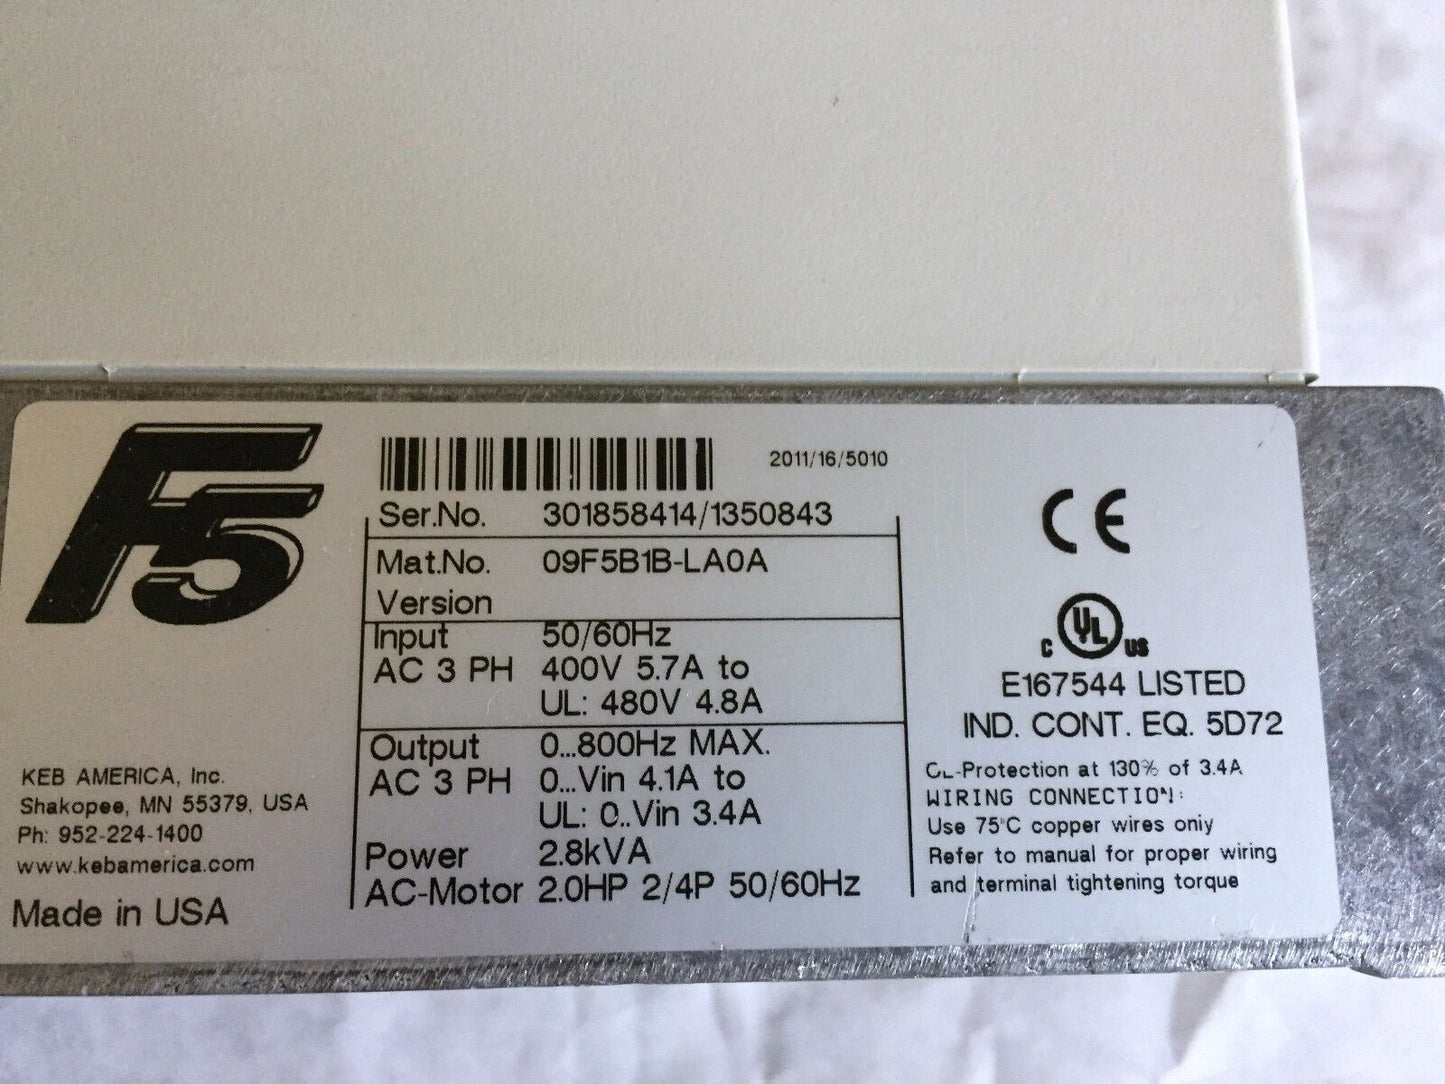 F5
2011/16/5010
Ser.No. 301858414/1350843
Mat.No. 09F5B1B-LA0A
Version
Input 50/60Hz
AC 3 PH 400V 5.7A to
UL: 480V 4.8A
Output 0...800Hz MAX.
AC 3 PH 0...Vin 4.1A to
UL: 0..Vin 3.4A
Power 2.8kVA
AC-Motor 2.0HP 2/4P 50/60Hz
KEB AMERICA, Inc.
Shakopee, MN 55379, USA
Ph: 952-224-1400
www.kebamerica.com
Made in USA
CE
C UL US
E167544 LISTED
IND. CONT. EQ. 5D72
OL-Protection at 130% of 3.4A
WIRING CONNECTION:
Use 75°C copper wires only
Refer to manual for proper wiring
and terminal tightening torque